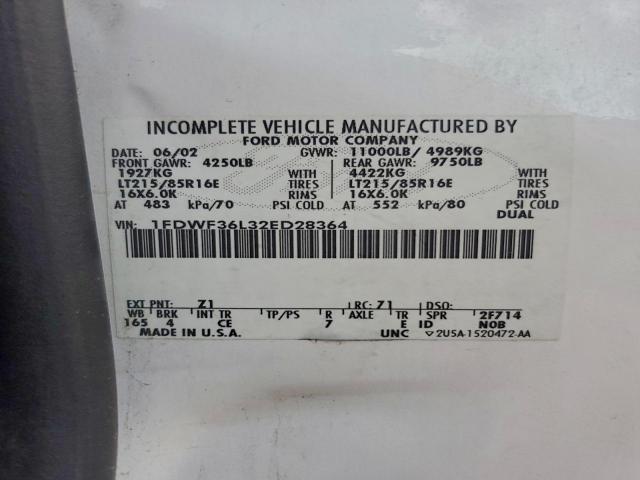 INCOMPLETE VEHICLE MANUFACTURED BY
FORD MOTOR COMPANY
DATE: 06/02 GVWR: 11000LB/ 4989KG
FRONT GAWR: 4250LB REAR GAWR: 9750LB
1927KG WITH 4422KG WITH
LT215/85R16E TIRES LT215/85R16E TIRES
16X6.0K RIMS 16X6.0K RIMS
AT 483 kPa/70 PSI COLD AT 552 kPa/80 PSI COLD
DUAL
VIN: 1FDWF36L32ED28364
EXT PNT: Z1 RC: Z1 DSO:
WB BRK INT TR TP/PS R AXLE TR SPR 2F714
165 4 CE 7 E ID N0B
MADE IN U.S.A. UNC ▽2U5A-1520472-AA